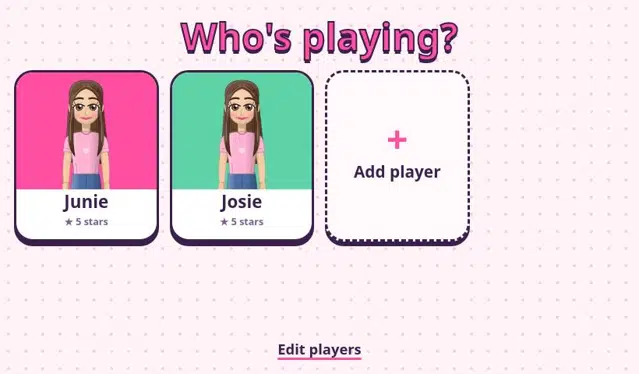 Who's playing?
Junie
★ 5 stars
Josie
★ 5 stars
+
Add player
Edit players